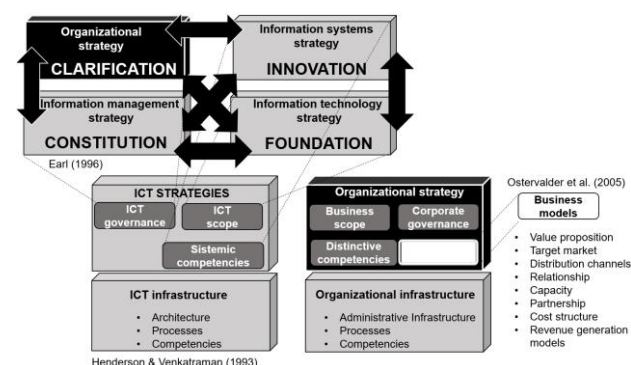 Organizational
strategy
CLARIFICATION
Information systems
strategy
INNOVATION
Information management
strategy
CONSTITUTION
Information technology
strategy
FOUNDATION
Earl (1996)
ICT STRATEGIES
ICT
governance
ICT
scope
Sistemic
competencies
Organizational strategy
Business
scope
Corporate
governance
Distinctive
competencies
Ostervalder et al. (2005)
Business
models
• Value proposition
• Target market
• Distribution channels
• Relationship
• Capacity
• Partnership
• Cost structure
• Revenue generation
models
ICT infrastructure
• Architecture
• Processes
• Competencies
Organizational infrastructure
• Administrative Infrastructure
• Processes
• Competencies
Henderson & Venkatraman (1993)